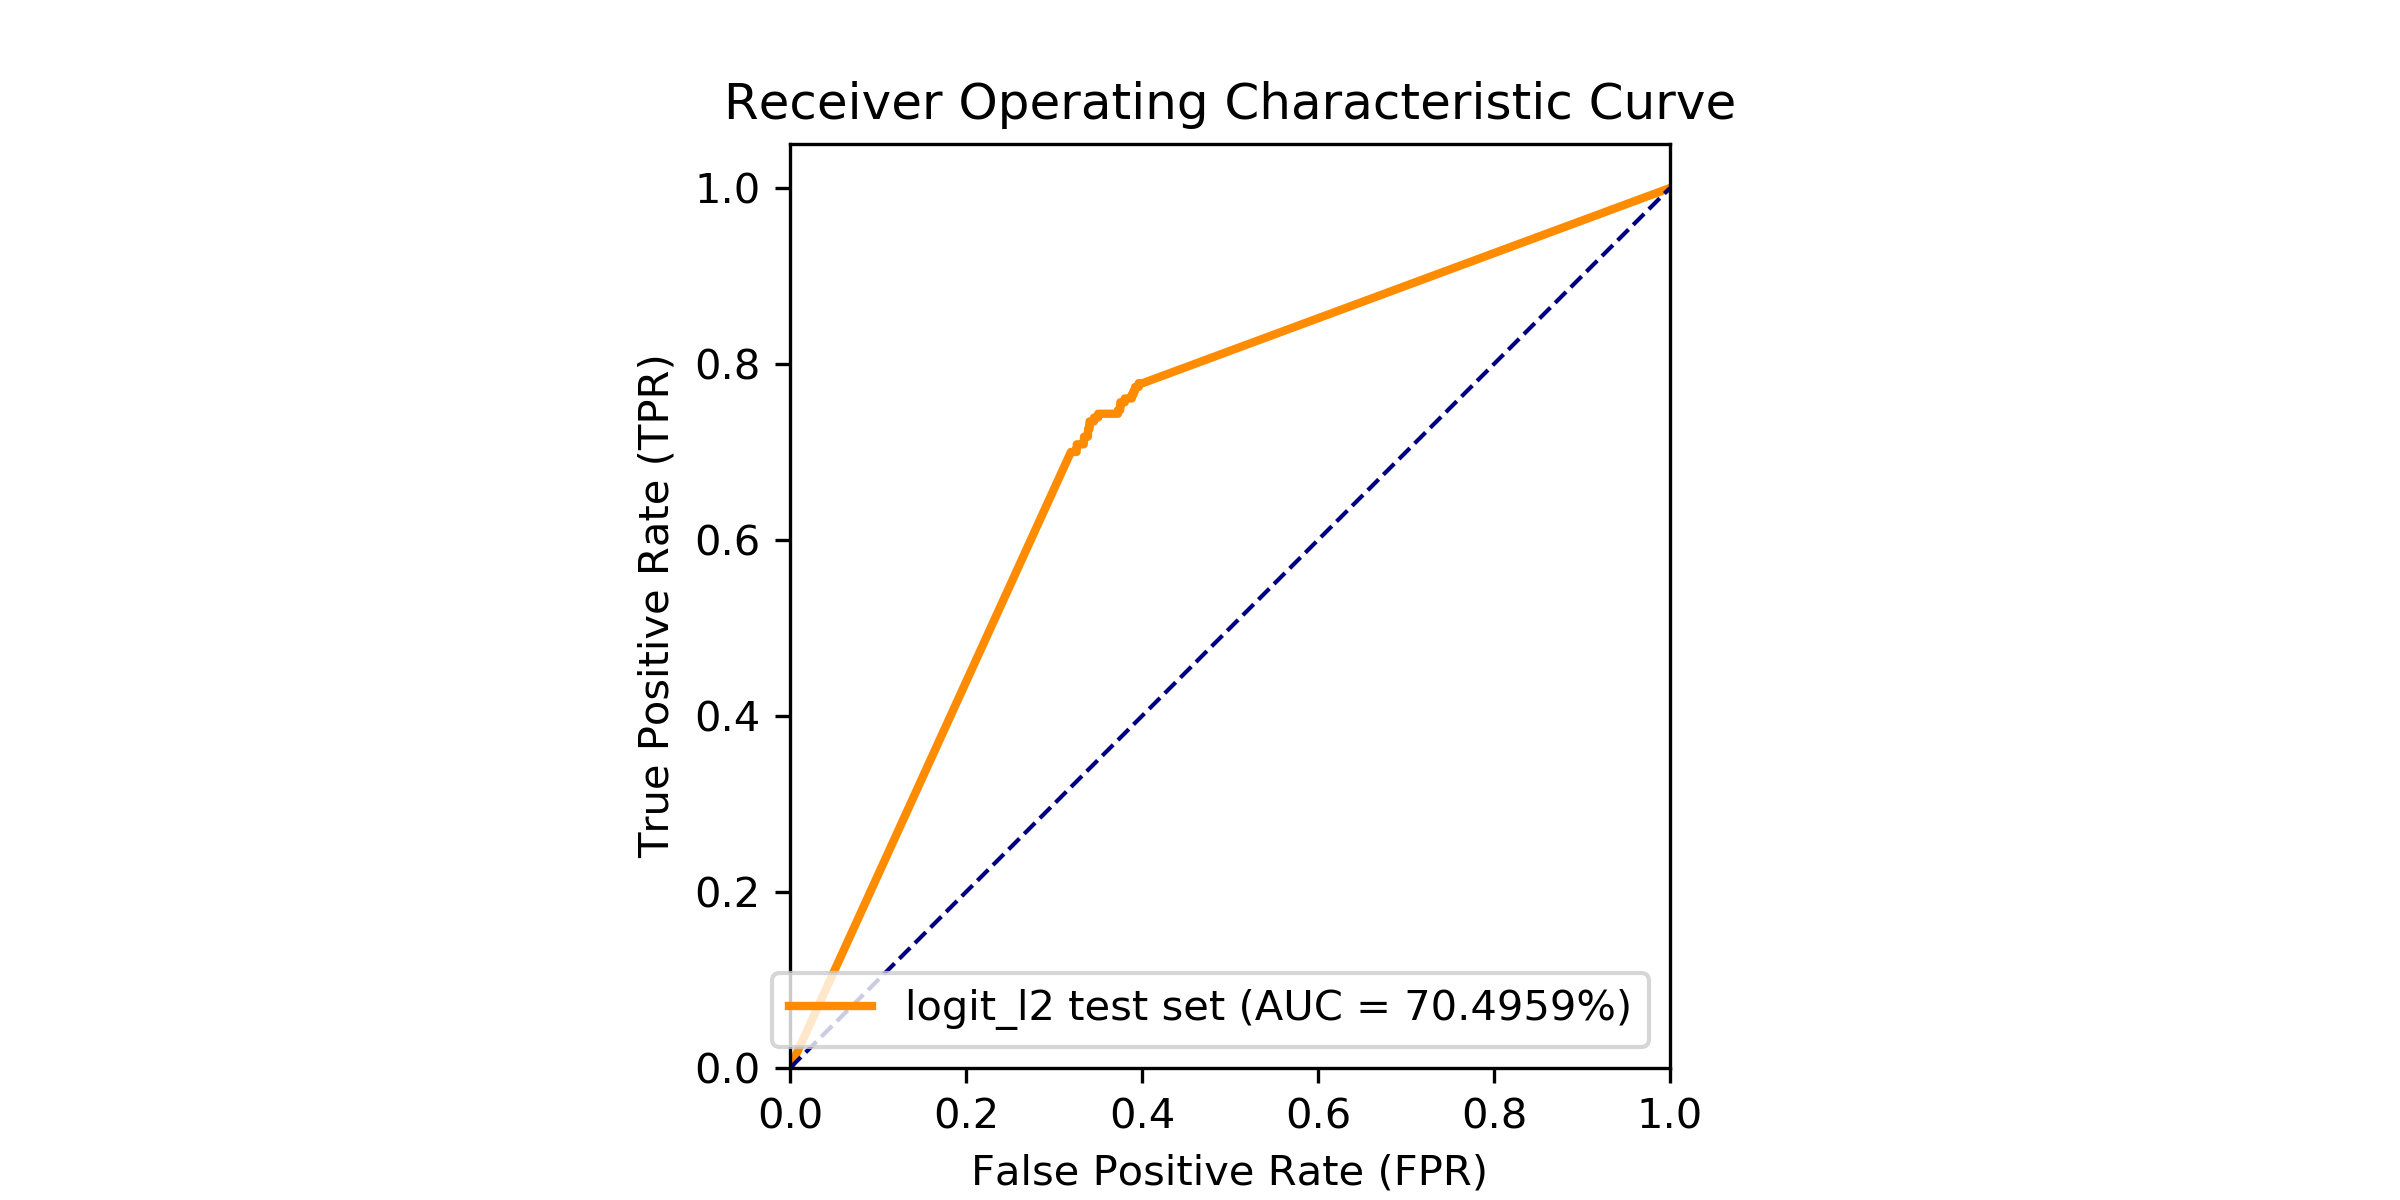 Receiver Operating Characteristic Curve
1.0
0.8
0.6
0.4
0.2
0.0
True Positive Rate (TPR)
logit_l2 test set (AUC = 70.4959%)
0.0 0.2 0.4 0.6 0.8 1.0
False Positive Rate (FPR)